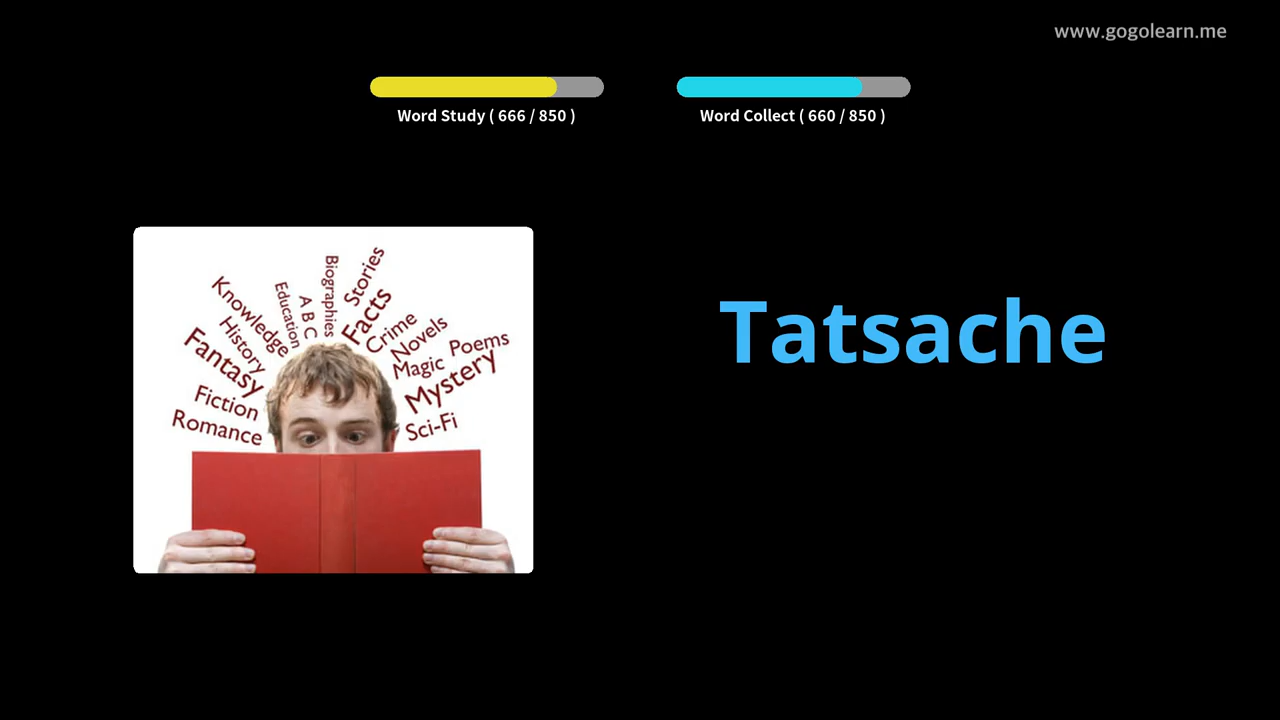 www.gogolearn.me
Word Study ( 666 / 850 )
Word Collect ( 660 / 850 )
Tatsache
Biographies
Stories
Knowledge
Education
A B C
Facts
History
Crime
Novels
Fantasy
Magic
Poems
Mystery
Fiction
Romance
Sci-Fi